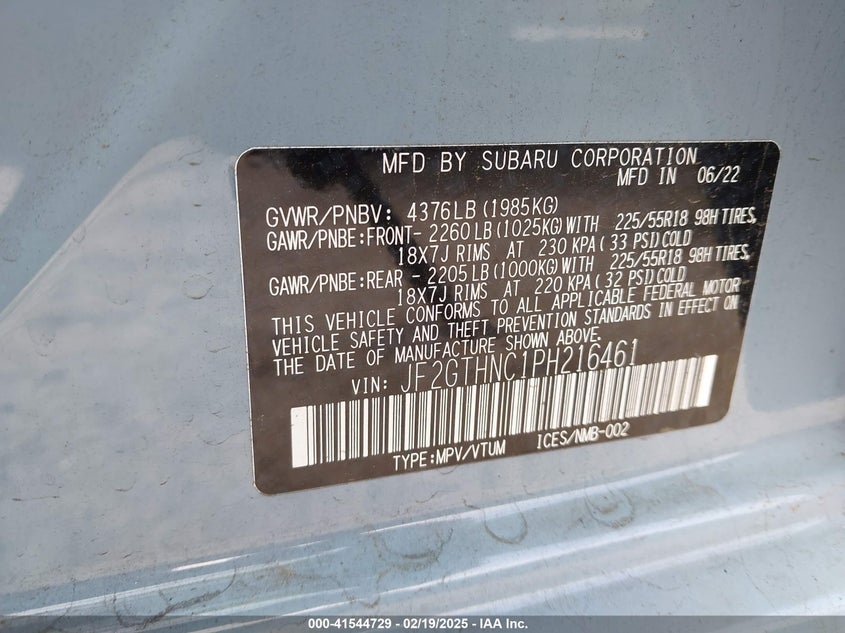 MFD BY SUBARU CORPORATION
MFD IN 06/22
GVWR/PNBV: 4376LB (1985KG)
GAWR/PNBE:FRONT- 2260 LB (1025KG) WITH 225/55R18 98H TIRES,
18X7J RIMS AT 230 KPA ( 33 PSI) COLD
GAWR/PNBE:REAR - 2205 LB (1000KG) WITH 225/55R18 98H TIRES,
18X7J RIMS AT 220 KPA ( 32 PSI) COLD
THIS VEHICLE CONFORMS TO ALL APPLICABLE FEDERAL MOTOR
VEHICLE SAFETY AND THEFT PREVENTION STANDARDS IN EFFECT ON
THE DATE OF MANUFACTURE SHOWN ABOVE.
VIN: JF2GTHNC1PH216461
TYPE:MPV/VTUM ICES/NMB-002
000-41544729 - 02/19/2025 - IAA Inc.